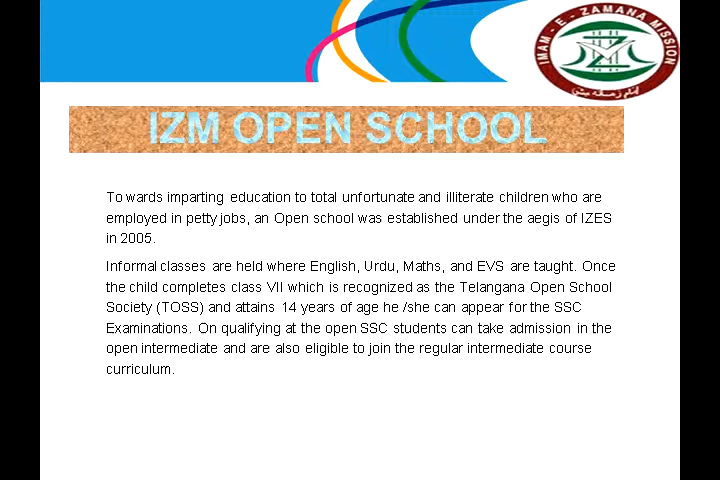 IMAM - E - ZAMANA MISSION
IZM OPEN SCHOOL
To wards imparting education to total unfortunate and illiterate children who are
employed in petty jobs, an Open school was established under the aegis of IZES
in 2005.
Informal classes are held where English, Urdu, Maths, and EVS are taught. Once
the child completes class VII which is recognized as the Telangana Open School
Society (TOSS) and attains 14 years of age he /she can appear for the SSC
Examinations. On qualifying at the open SSC students can take admission in the
open intermediate and are also eligible to join the regular intermediate course
curriculum.